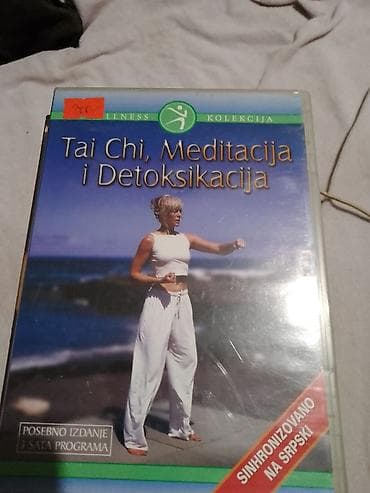 LLNESS KOLEKCIJA
Tai Chi, Meditacija
i Detoksikacija
POSEBNO IZDANJE
3 SATA PROGRAMA
SINHRONIZOVANO
NA SRPSKI